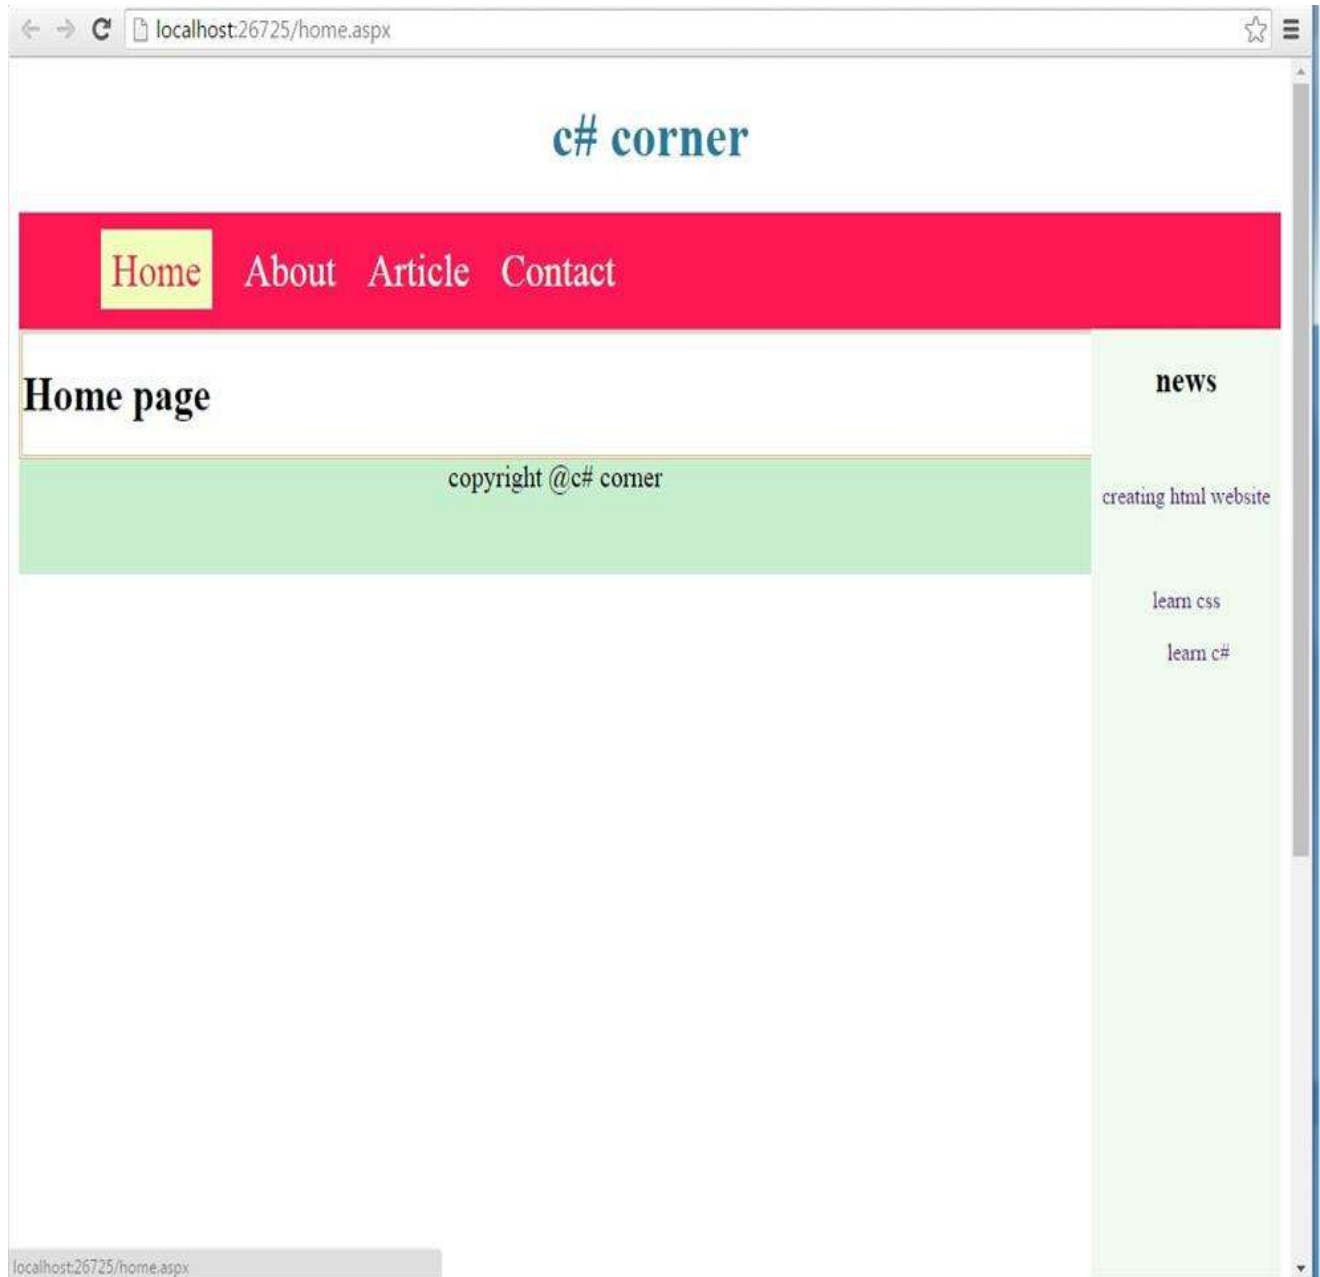 localhost:26725/home.aspx
c# corner
Home About Article Contact
Home page
copyright @c# corner
news
creating html website
learn css
learn c#
localhost:26725/home.aspx